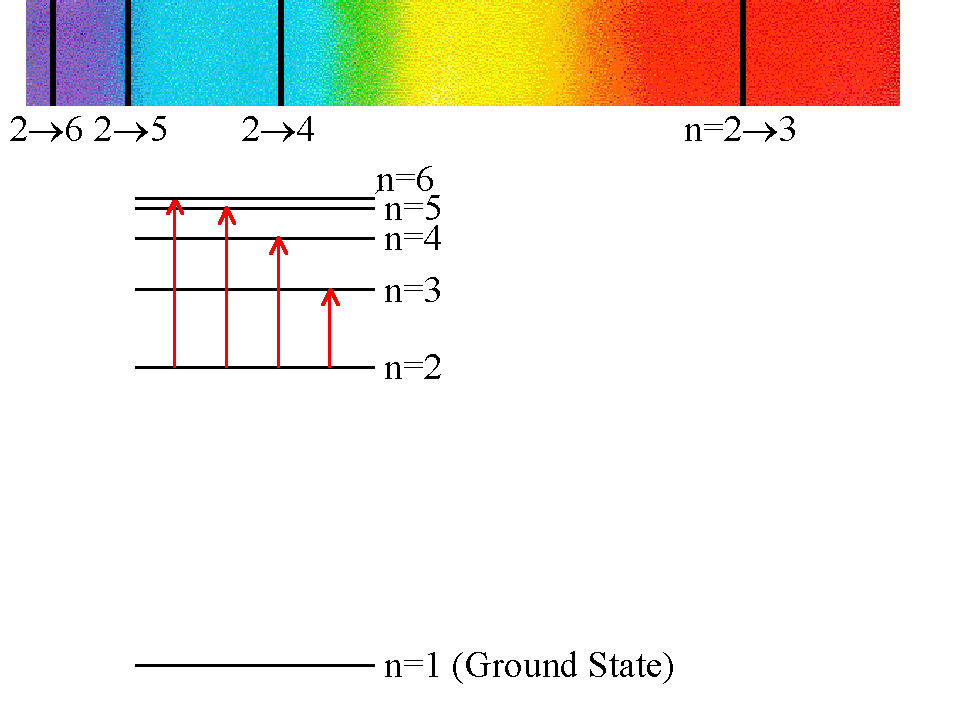 2→6 2→5 2→4 n=2→3
n=6
n=5
n=4
n=3
n=2
n=1 (Ground State)